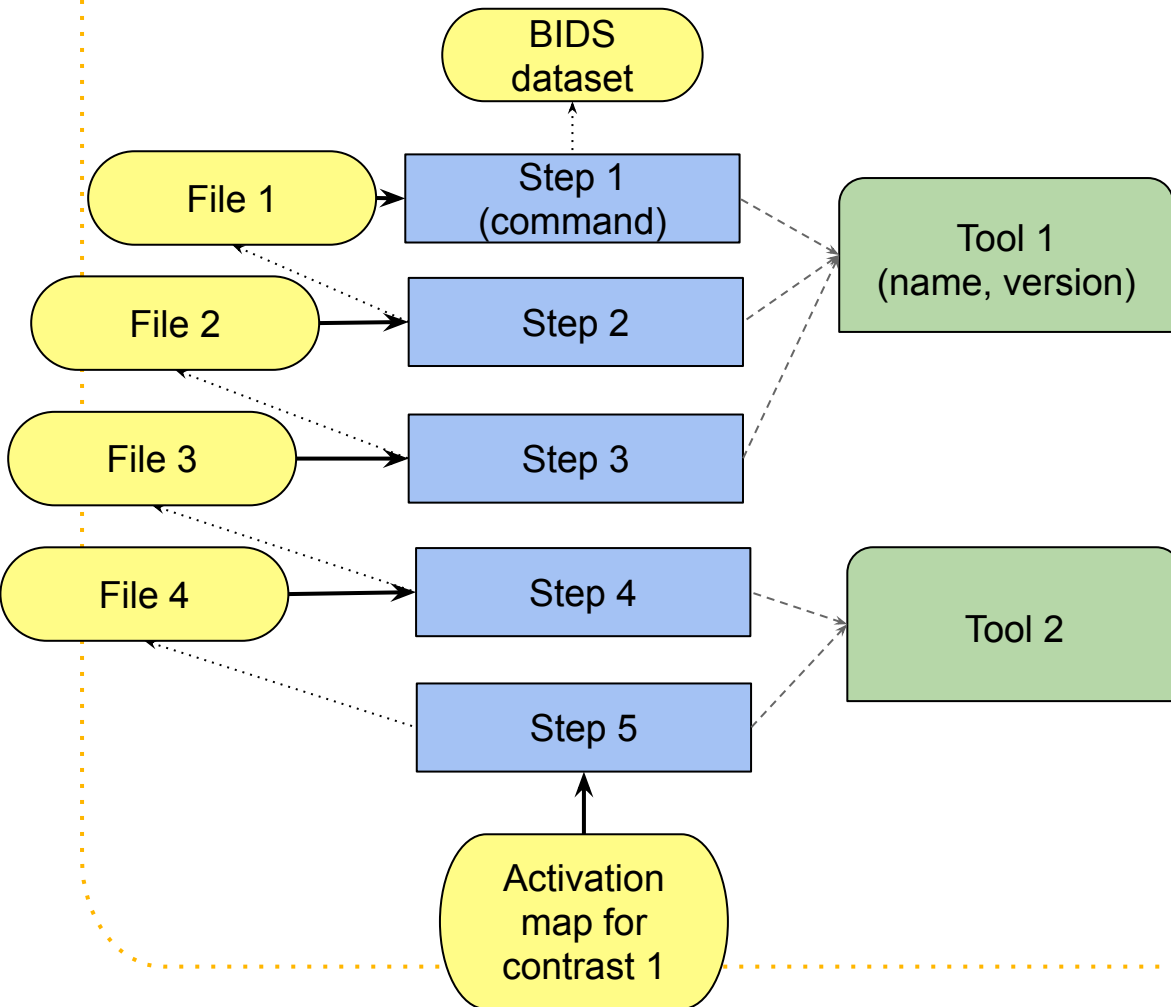 BIDS
dataset
File 1
Step 1
(command)
Tool 1
(name, version)
File 2
Step 2
File 3
Step 3
File 4
Step 4
Tool 2
Step 5
Activation
map for
contrast 1